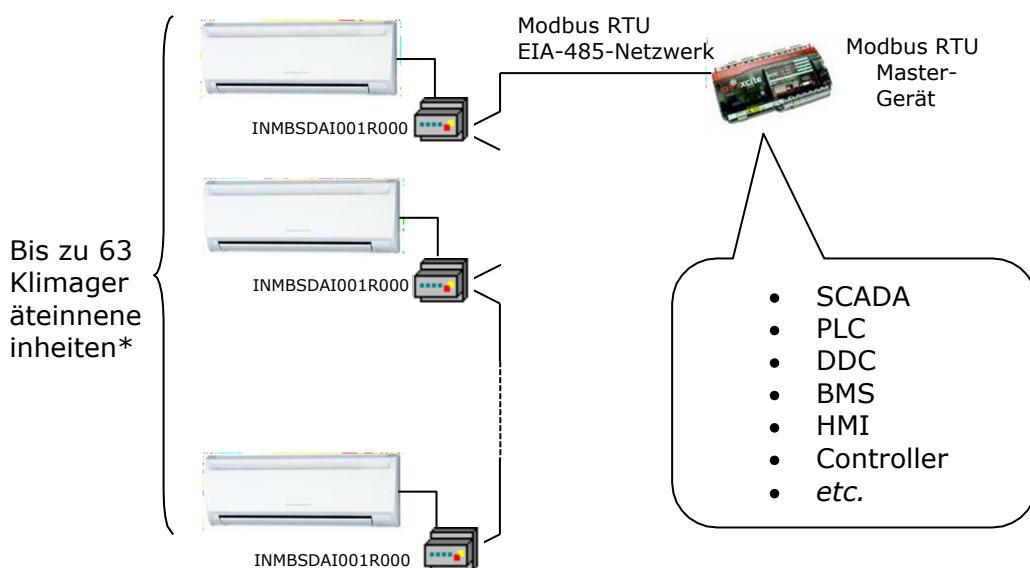 Modbus RTU
EIA-485-Netzwerk
Modbus RTU
Master-
Gerät
INMBSDAI001R000
INMBSDAI001R000
Bis zu 63
Klimager
äteinnene
inheiten*
• SCADA
• PLC
• DDC
• BMS
• HMI
• Controller
• etc.
INMBSDAI001R000